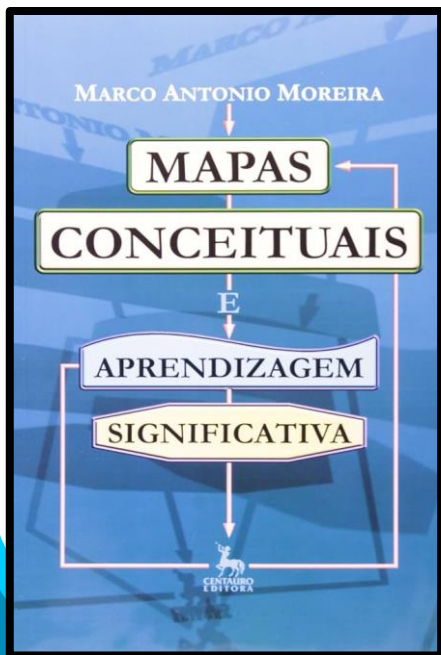 MARCO ANTONIO MOREIRA
MAPAS
CONCEITUAIS
E
APRENDIZAGEM
SIGNIFICATIVA
CENTAURO
EDITORA